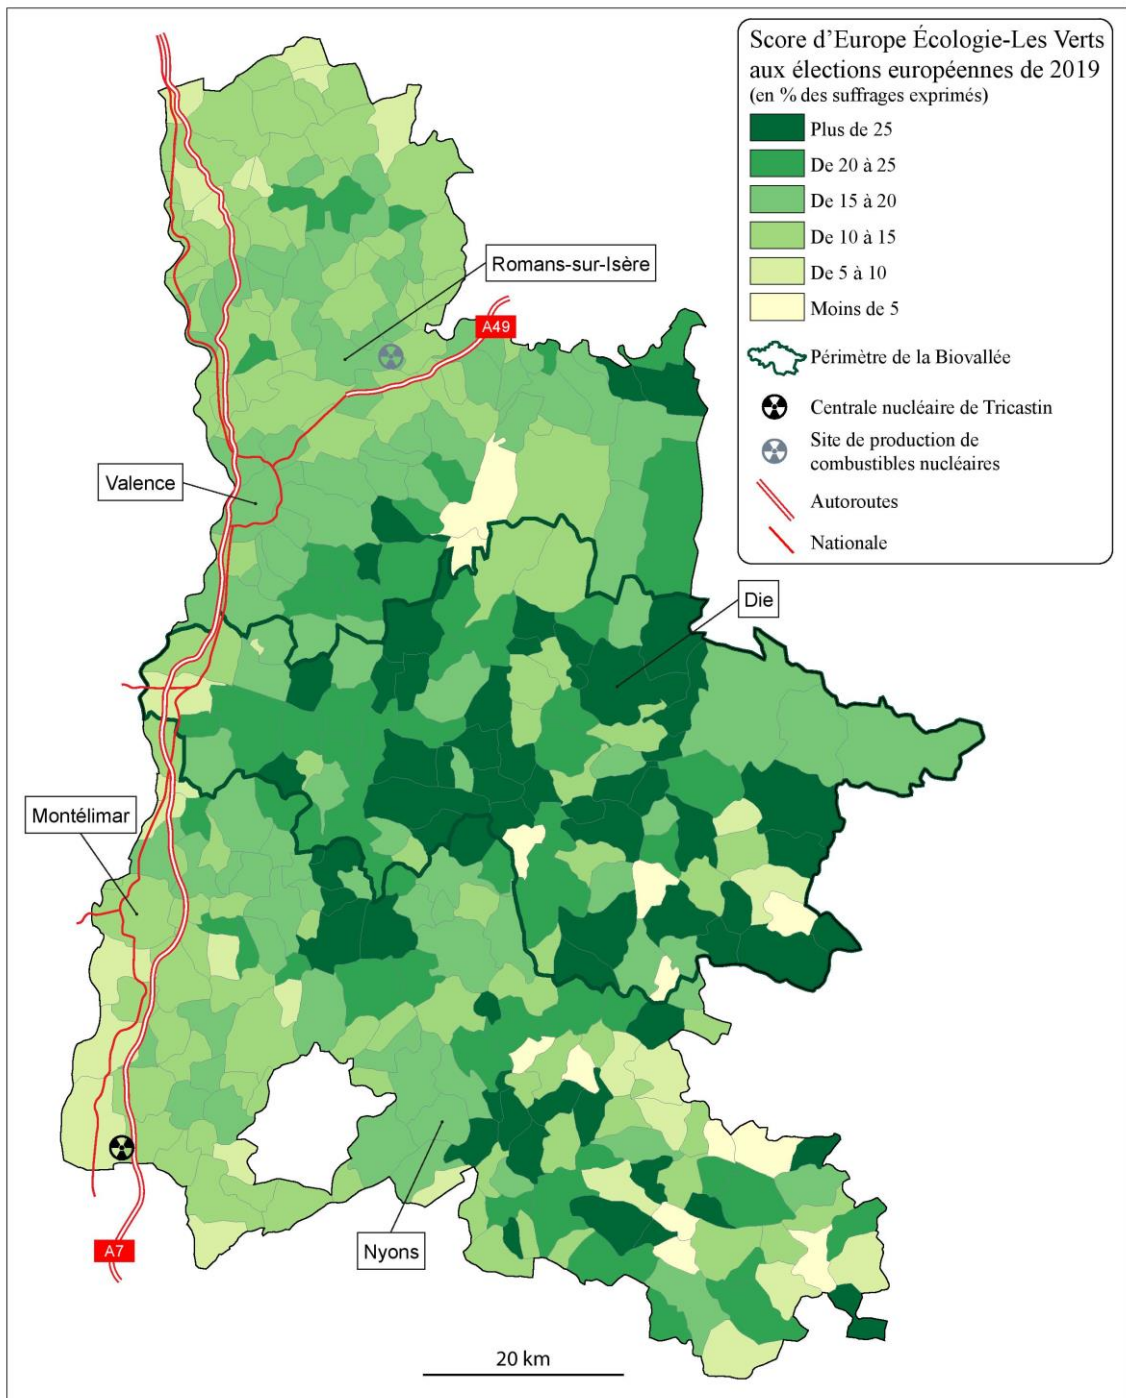 Score d'Europe Écologie-Les Verts
aux élections européennes de 2019
(en % des suffrages exprimés)
Plus de 25
De 20 à 25
De 15 à 20
De 10 à 15
De 5 à 10
Moins de 5
Périmètre de la Biovallée
Centrale nucléaire de Tricastin
Site de production de
combustibles nucléaires
Autoroutes
Nationale
Romans-sur-Isère
A49
Valence
Die
Montélimar
Nyons
A7
20 km